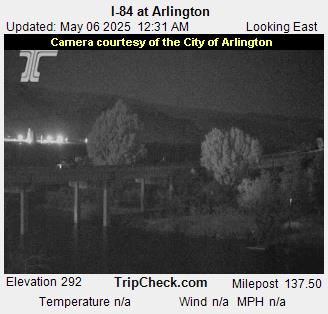 I-84 at Arlington
Updated: May 06 2025 12:31 AM Looking East
Camera courtesy of the City of Arlington
Elevation 292 TripCheck.com Milepost 137.50
Temperature n/a Wind n/a MPH n/a